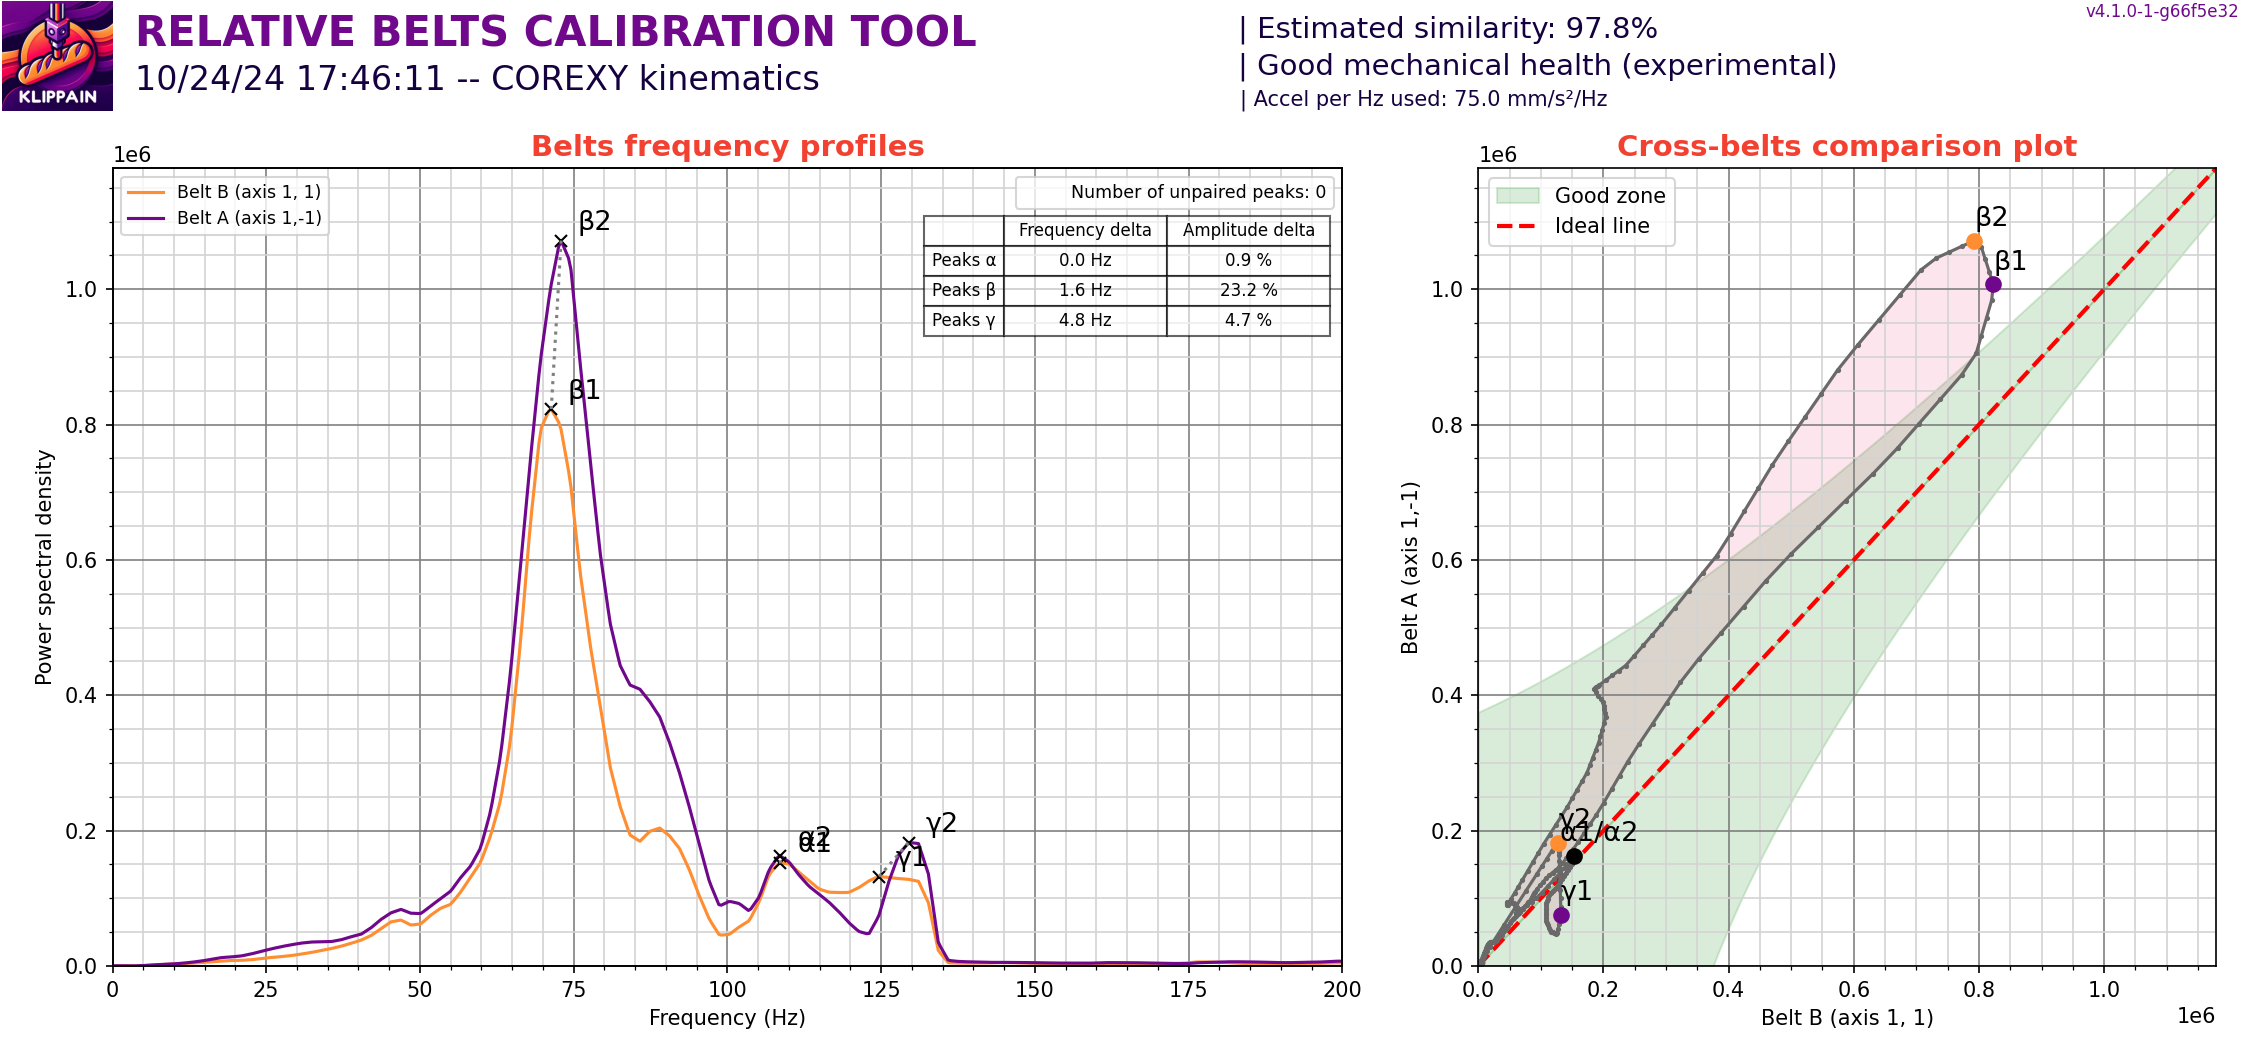 KLIPPAIN
RELATIVE BELTS CALIBRATION TOOL
10/24/24 17:46:11 -- COREXY kinematics
| Estimated similarity: 97.8%
| Good mechanical health (experimental)
| Accel per Hz used: 75.0 mm/s²/Hz
v4.1.0-1-g66f5e32
Belts frequency profiles
1e6
Belt B (axis 1, 1)
Belt A (axis 1,-1)
Number of unpaired peaks: 0
Frequency delta Amplitude delta
Peaks α 0.0 Hz 0.9 %
Peaks β 1.6 Hz 23.2 %
Peaks γ 4.8 Hz 4.7 %
β2
β1
α2
α1
γ2
γ1
Power spectral density
1.0
0.8
0.6
0.4
0.2
0.0
0 25 50 75 100 125 150 175 200
Frequency (Hz)
Cross-belts comparison plot
1e6
Good zone
Ideal line
β2
β1
γ2
α1/α2
γ1
Belt A (axis 1,-1)
1.0
0.8
0.6
0.4
0.2
0.0
0.0 0.2 0.4 0.6 0.8 1.0
Belt B (axis 1, 1)
1e6